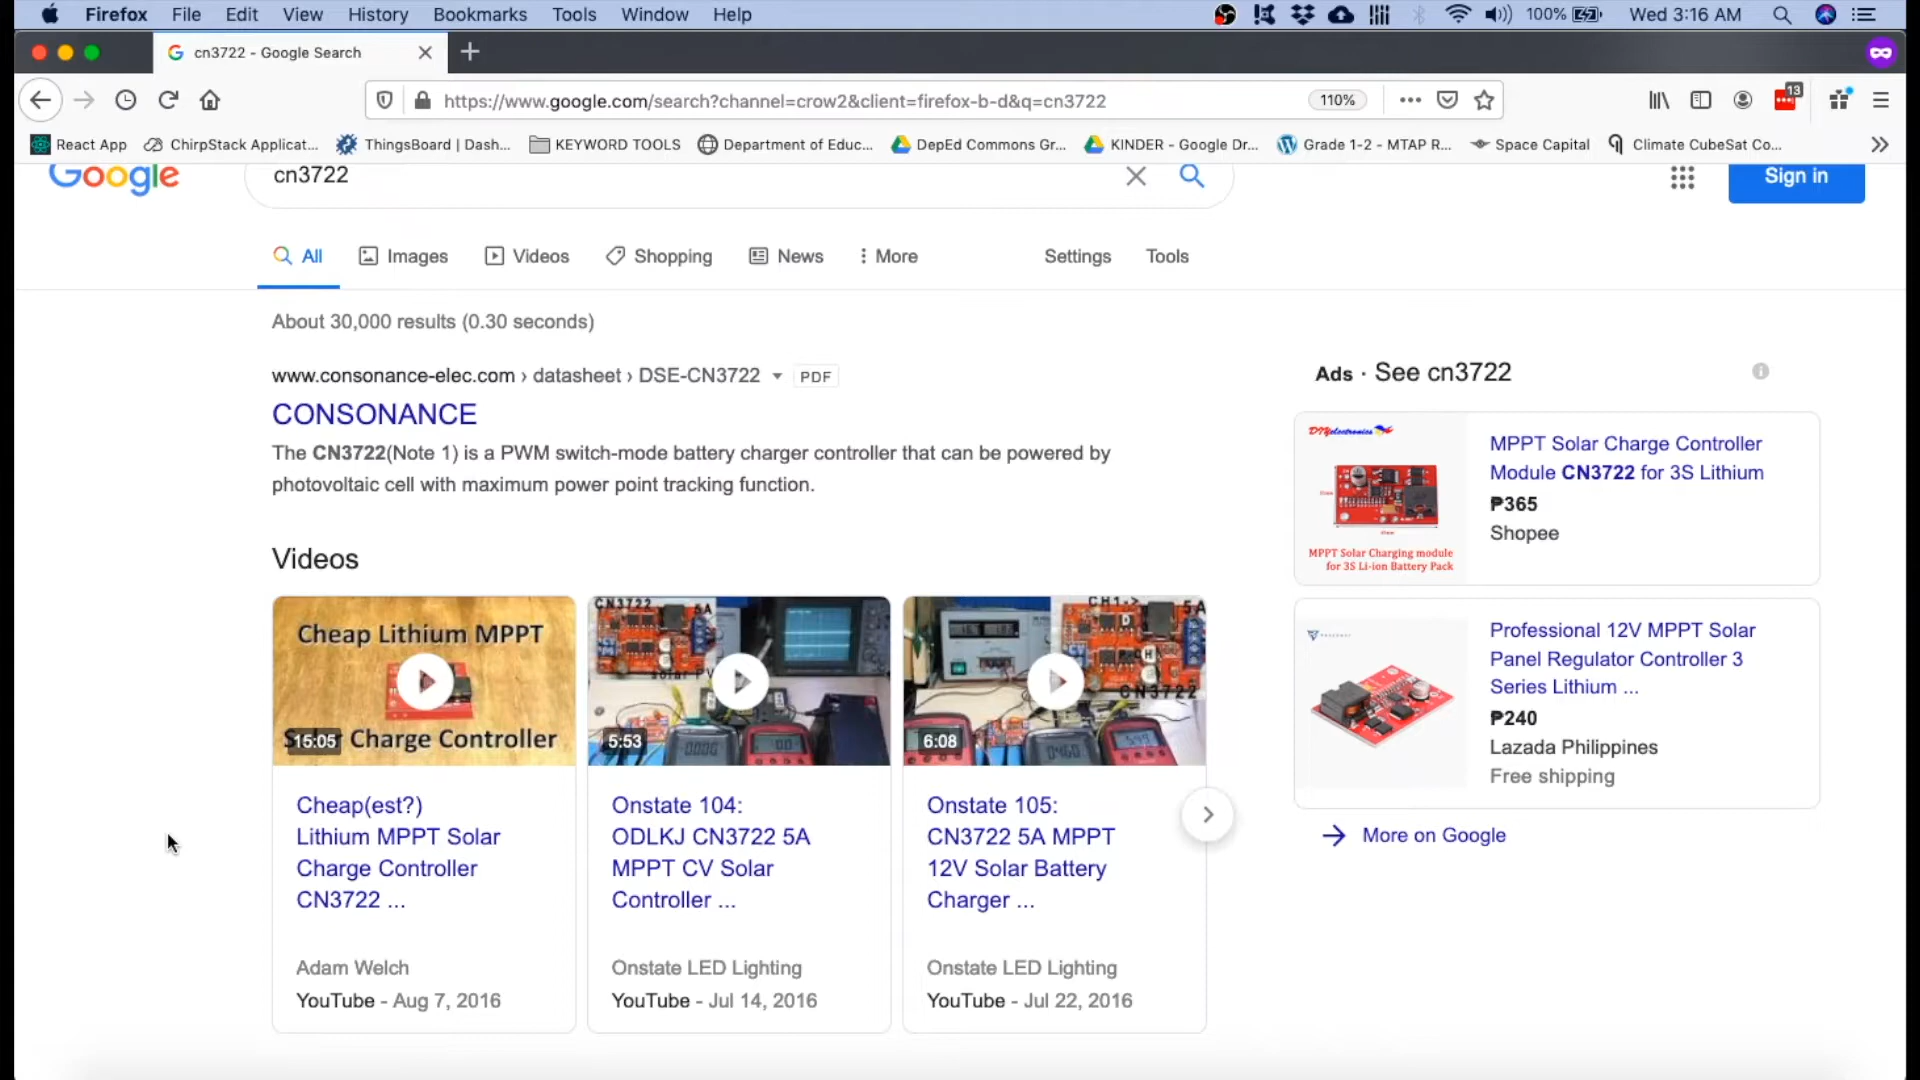 Firefox File Edit View History Bookmarks Tools Window Help 100% Wed 3:16 AM
cn3722 - Google Search
https://www.google.com/search?channel=crow2&client=firefox-b-d&q=cn3722 110% 13
React App ChirpStack Applicat... ThingsBoard | Dash... KEYWORD TOOLS Department of Educ... DepEd Commons Gr... KINDER - Google Dr... Grade 1-2 - MTAP R... Space Capital Climate CubeSat Co...
Google cn3722 Sign in
All Images Videos Shopping News More Settings Tools
About 30,000 results (0.30 seconds)
www.consonance-elec.com › datasheet › DSE-CN3722 PDF
CONSONANCE
The CN3722(Note 1) is a PWM switch-mode battery charger controller that can be powered by
photovoltaic cell with maximum power point tracking function.
Videos
Cheap Lithium MPPT
Solar Charge Controller
15:05
Cheap(est?)
Lithium MPPT Solar
Charge Controller
CN3722 ...
Adam Welch
YouTube - Aug 7, 2016
CN3722 5A
solar PV
5:53
Onstate 104:
ODLKJ CN3722 5A
MPPT CV Solar
Controller ...
Onstate LED Lighting
YouTube - Jul 14, 2016
CH1-> 5A
CN3722
6:08
Onstate 105:
CN3722 5A MPPT
12V Solar Battery
Charger ...
Onstate LED Lighting
YouTube - Jul 22, 2016
Ads · See cn3722
DIYelectronics
MPPT Solar Charging module
for 3S Li-ion Battery Pack
MPPT Solar Charge Controller
Module CN3722 for 3S Lithium
₱365
Shopee
Professional 12V MPPT Solar
Panel Regulator Controller 3
Series Lithium ...
₱240
Lazada Philippines
Free shipping
More on Google